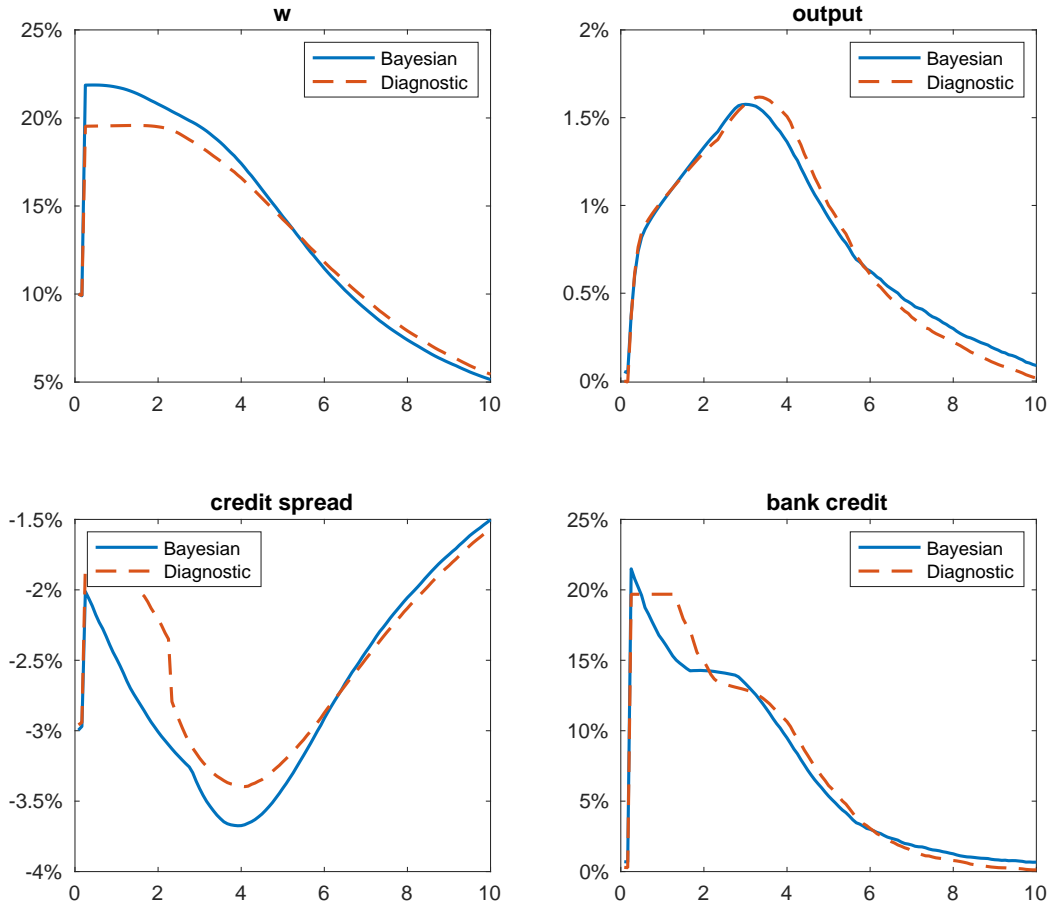 w
25%
20%
15%
10%
5%
0 2 4 6 8 10
Bayesian
Diagnostic
output
2%
1.5%
1%
0.5%
0%
0 2 4 6 8 10
Bayesian
Diagnostic
credit spread
-1.5%
-2%
-2.5%
-3%
-3.5%
-4%
0 2 4 6 8 10
Bayesian
Diagnostic
bank credit
25%
20%
15%
10%
5%
0%
0 2 4 6 8 10
Bayesian
Diagnostic